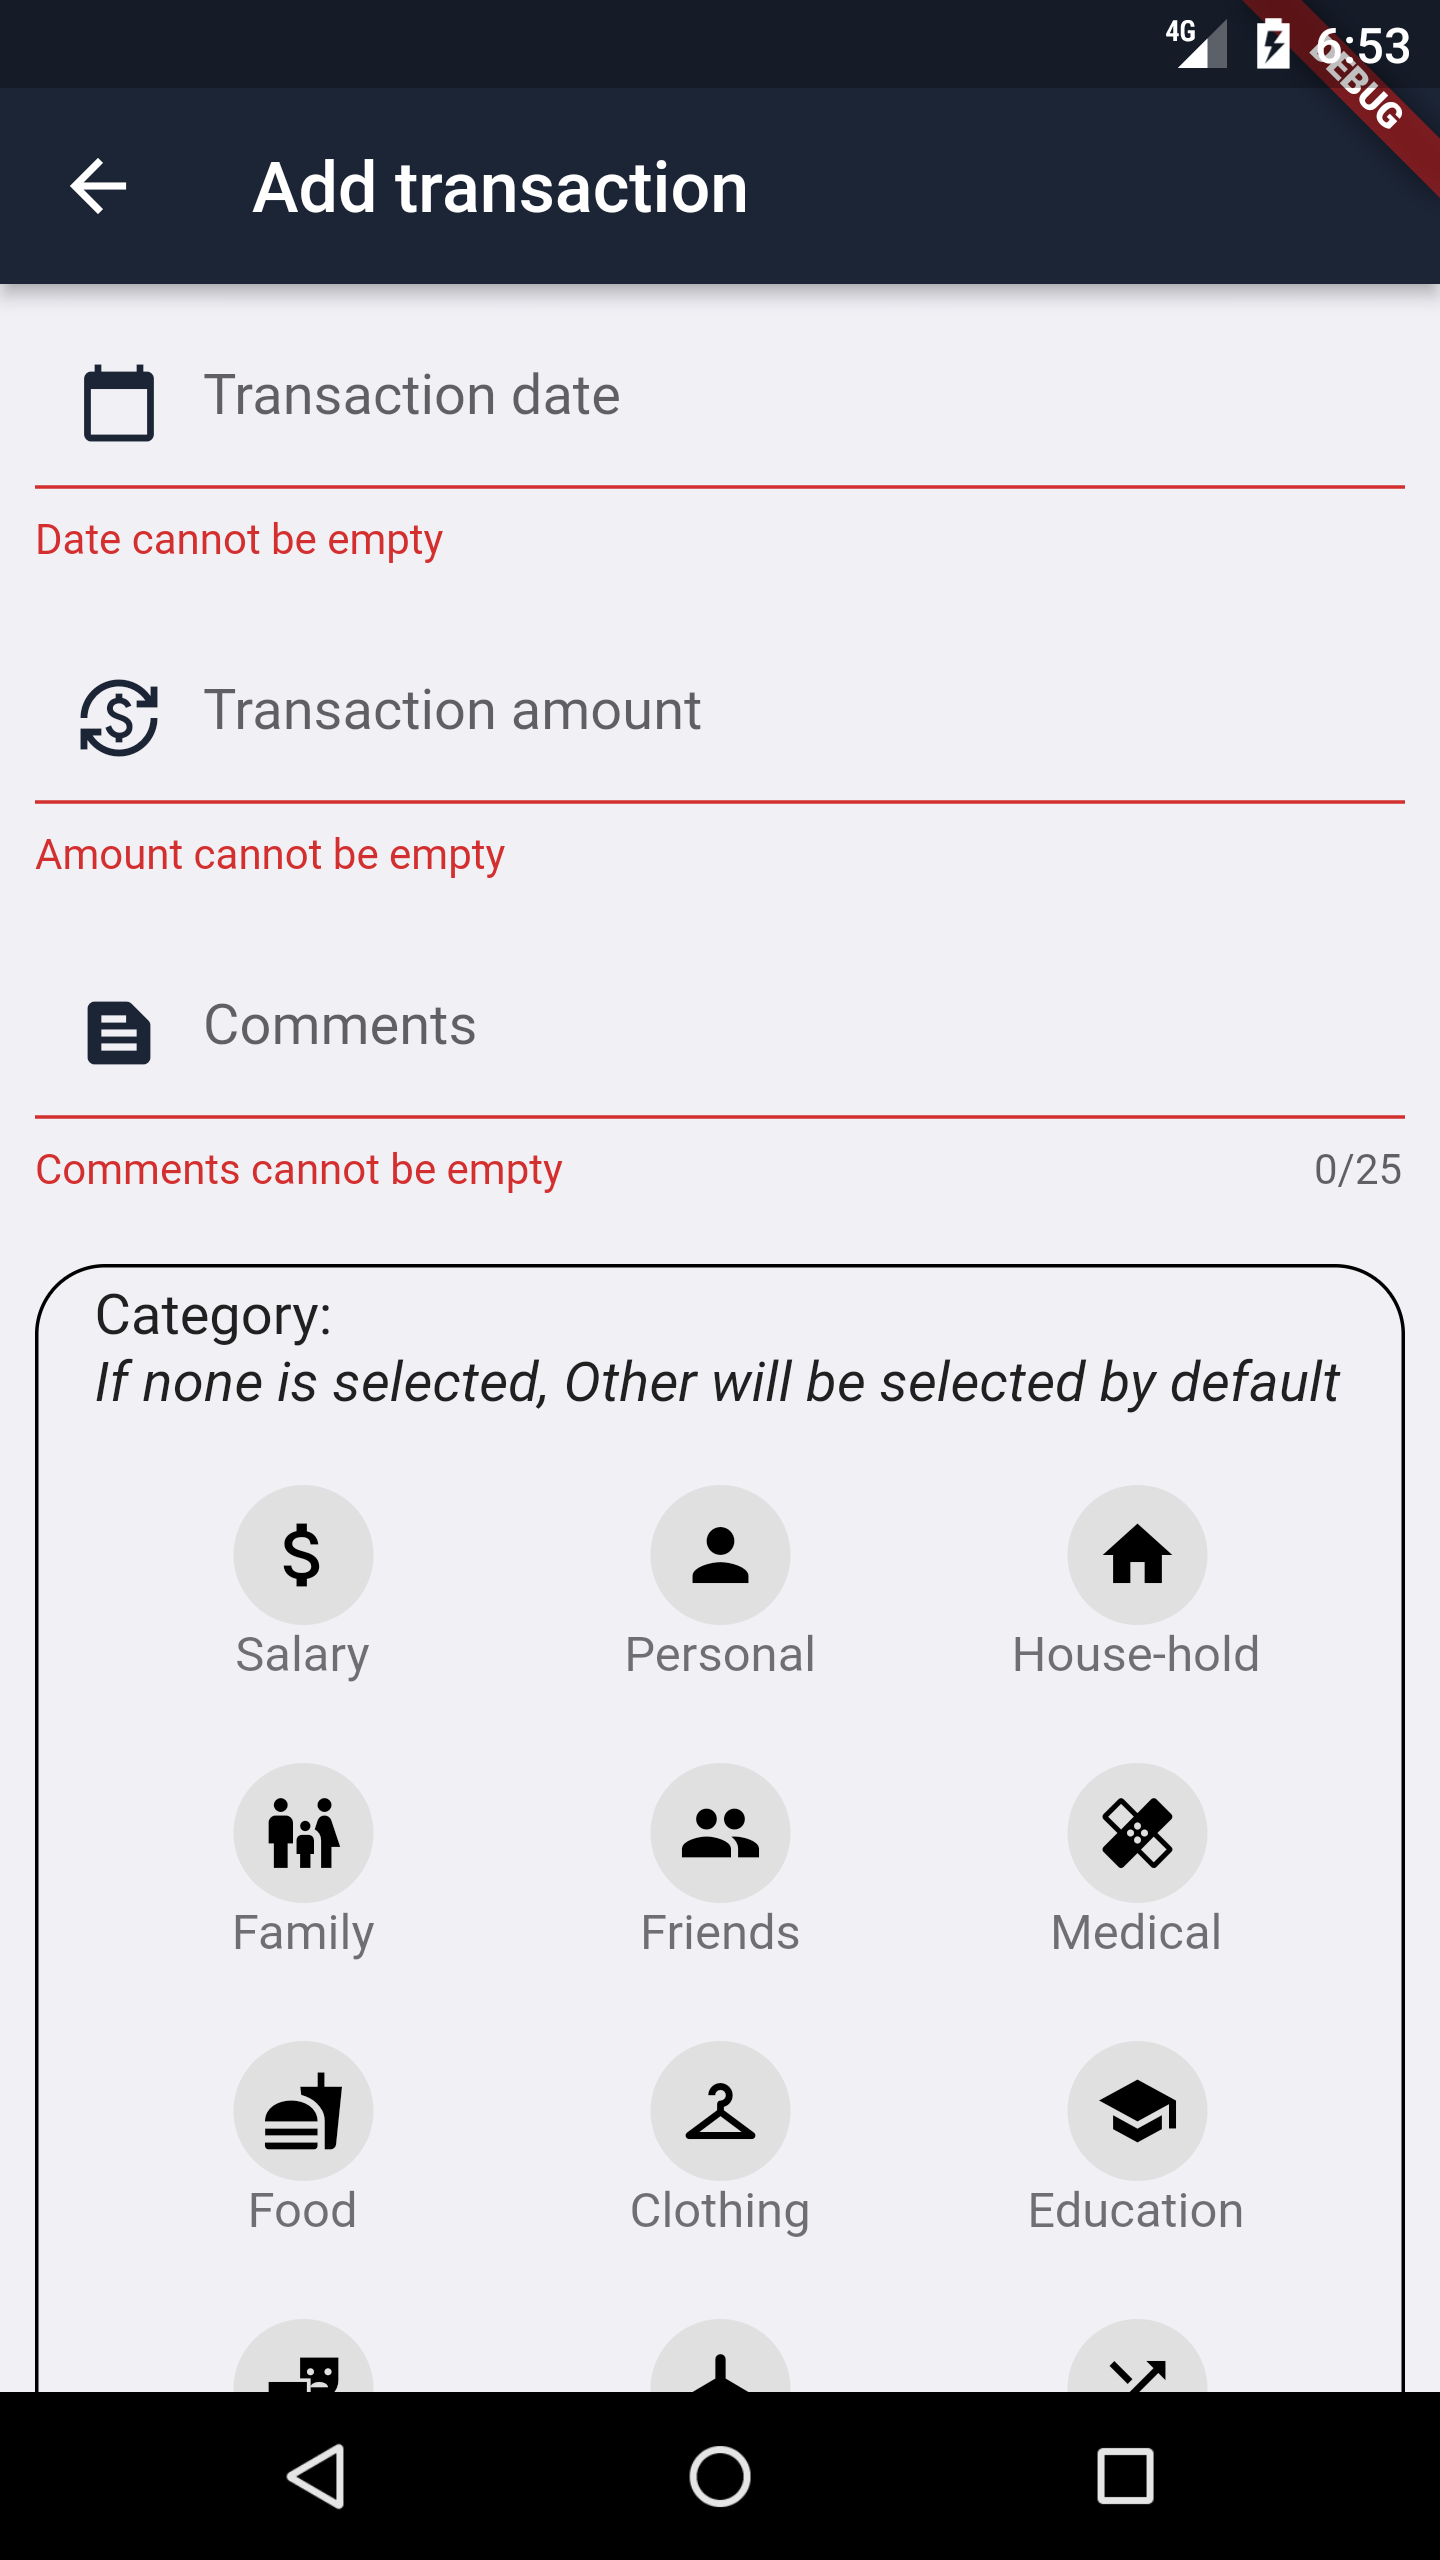 4G 6:53
DEBUG
Add transaction
Transaction date
Date cannot be empty
Transaction amount
Amount cannot be empty
Comments
Comments cannot be empty 0/25
Category:
If none is selected, Other will be selected by default
Salary Personal House-hold
Family Friends Medical
Food Clothing Education